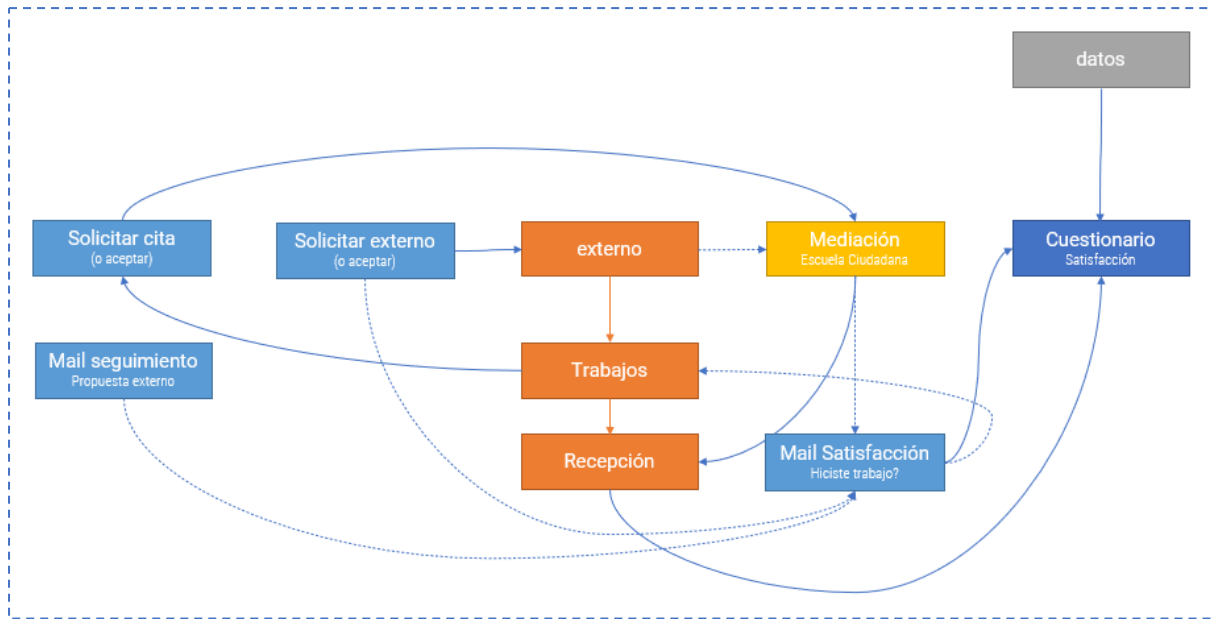 datos
Solicitar cita
(o aceptar)
Solicitar externo
(o aceptar)
externo
Mediación
Escuela Ciudadana
Cuestionario
Satisfacción
Mail seguimiento
Propuesta externo
Trabajos
Recepción
Mail Satisfacción
Hiciste trabajo?